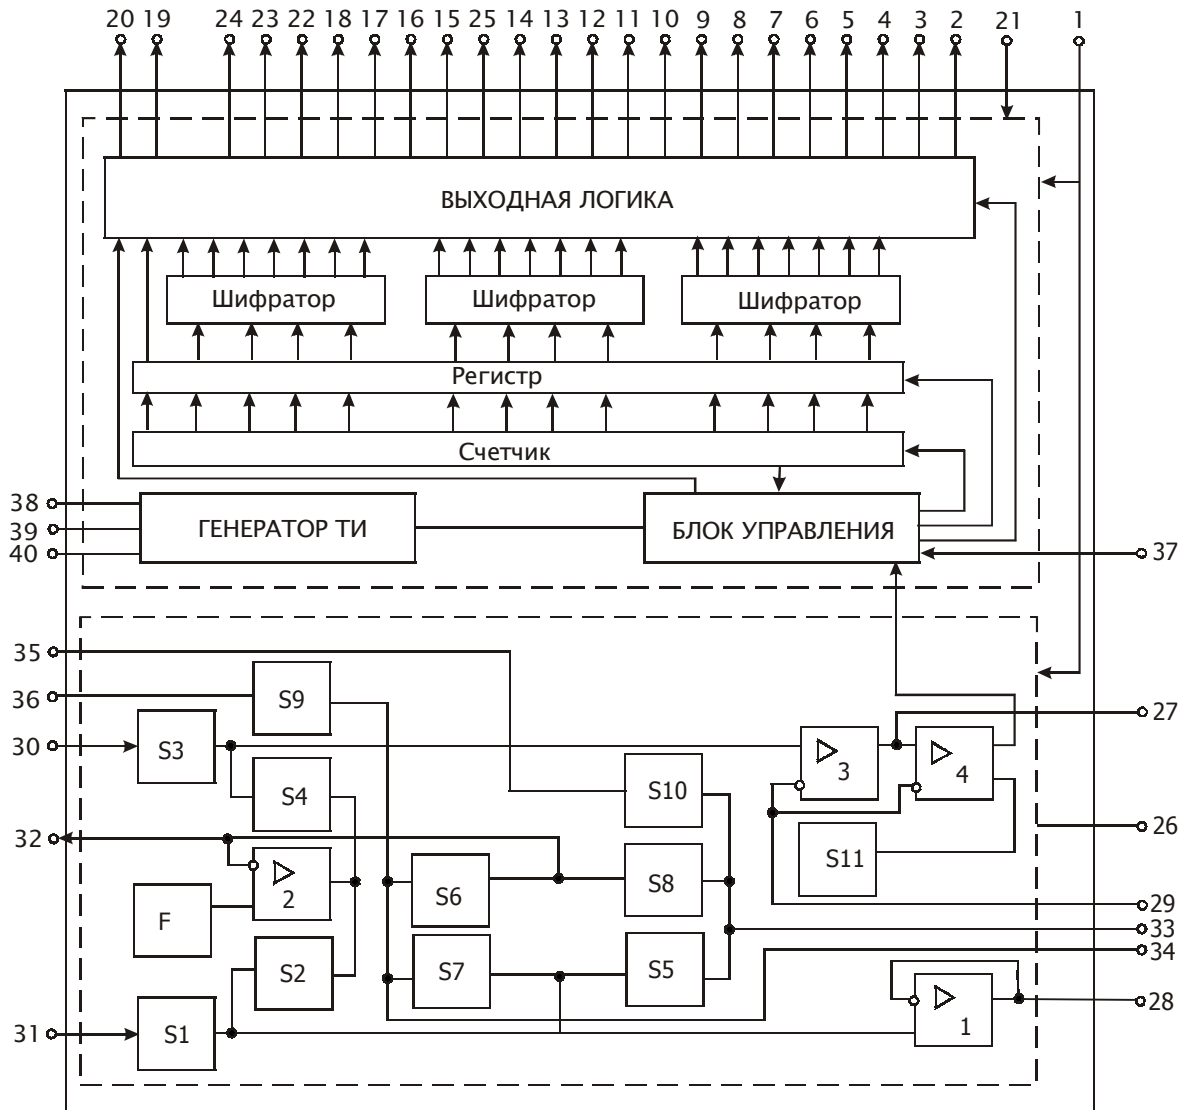 20 19 24 23 22 18 17 16 15 25 14 13 12 11 10 9 8 7 6 5 4 3 2 21 1
ВЫХОДНАЯ ЛОГИКА
Шифратор Шифратор Шифратор
Регистр
Счетчик
38
ГЕНЕРАТОР ТИ БЛОК УПРАВЛЕНИЯ
39
40 37
35
36 S9
27
30 S3 3 4
S4 S10
32 26
S11
2 S6 S8
F 29
33
34
S2 S7 S5
28
31 S1 1